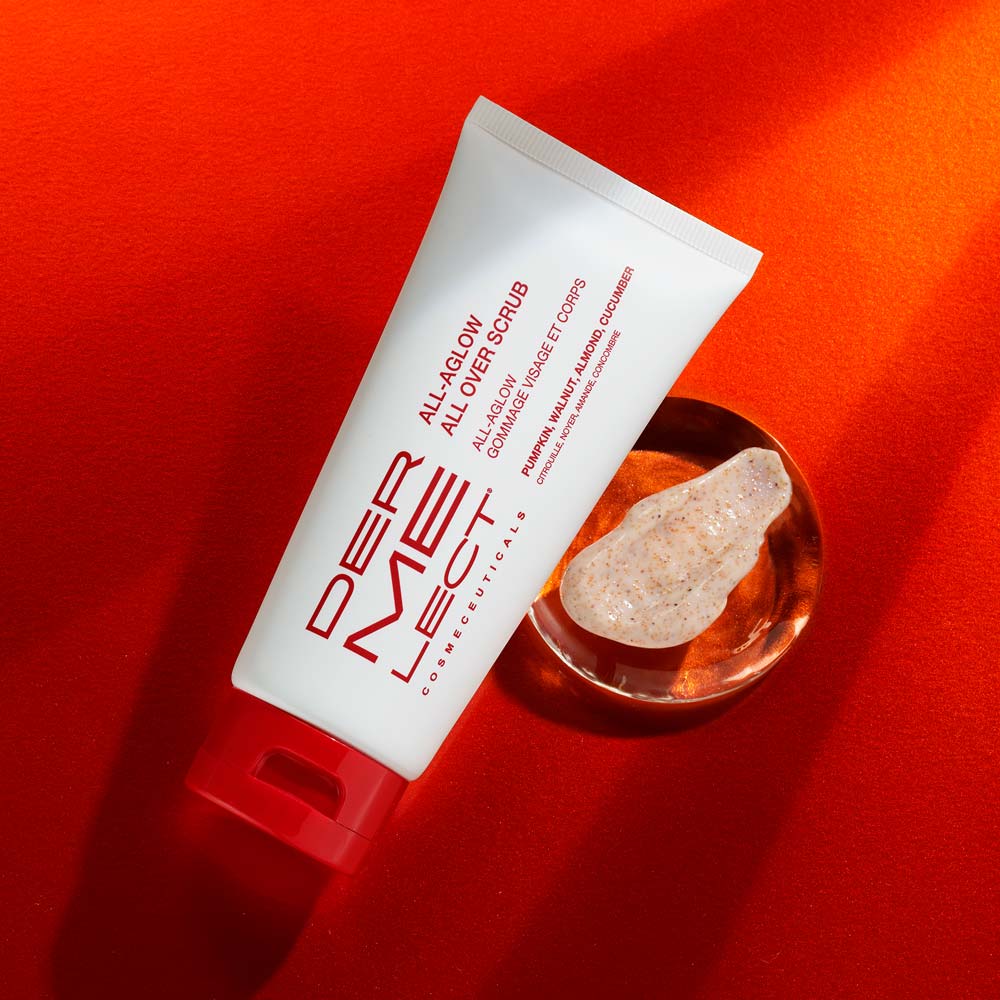 DER
ME
LECT®
COSMECEUTICALS
ALL-AGLOW
ALL OVER SCRUB
ALL-AGLOW
GOMMAGE VISAGE ET CORPS
PUMPKIN, WALNUT, ALMOND, CUCUMBER
CITROUILLE, NOYER, AMANDE, CONCOMBRE